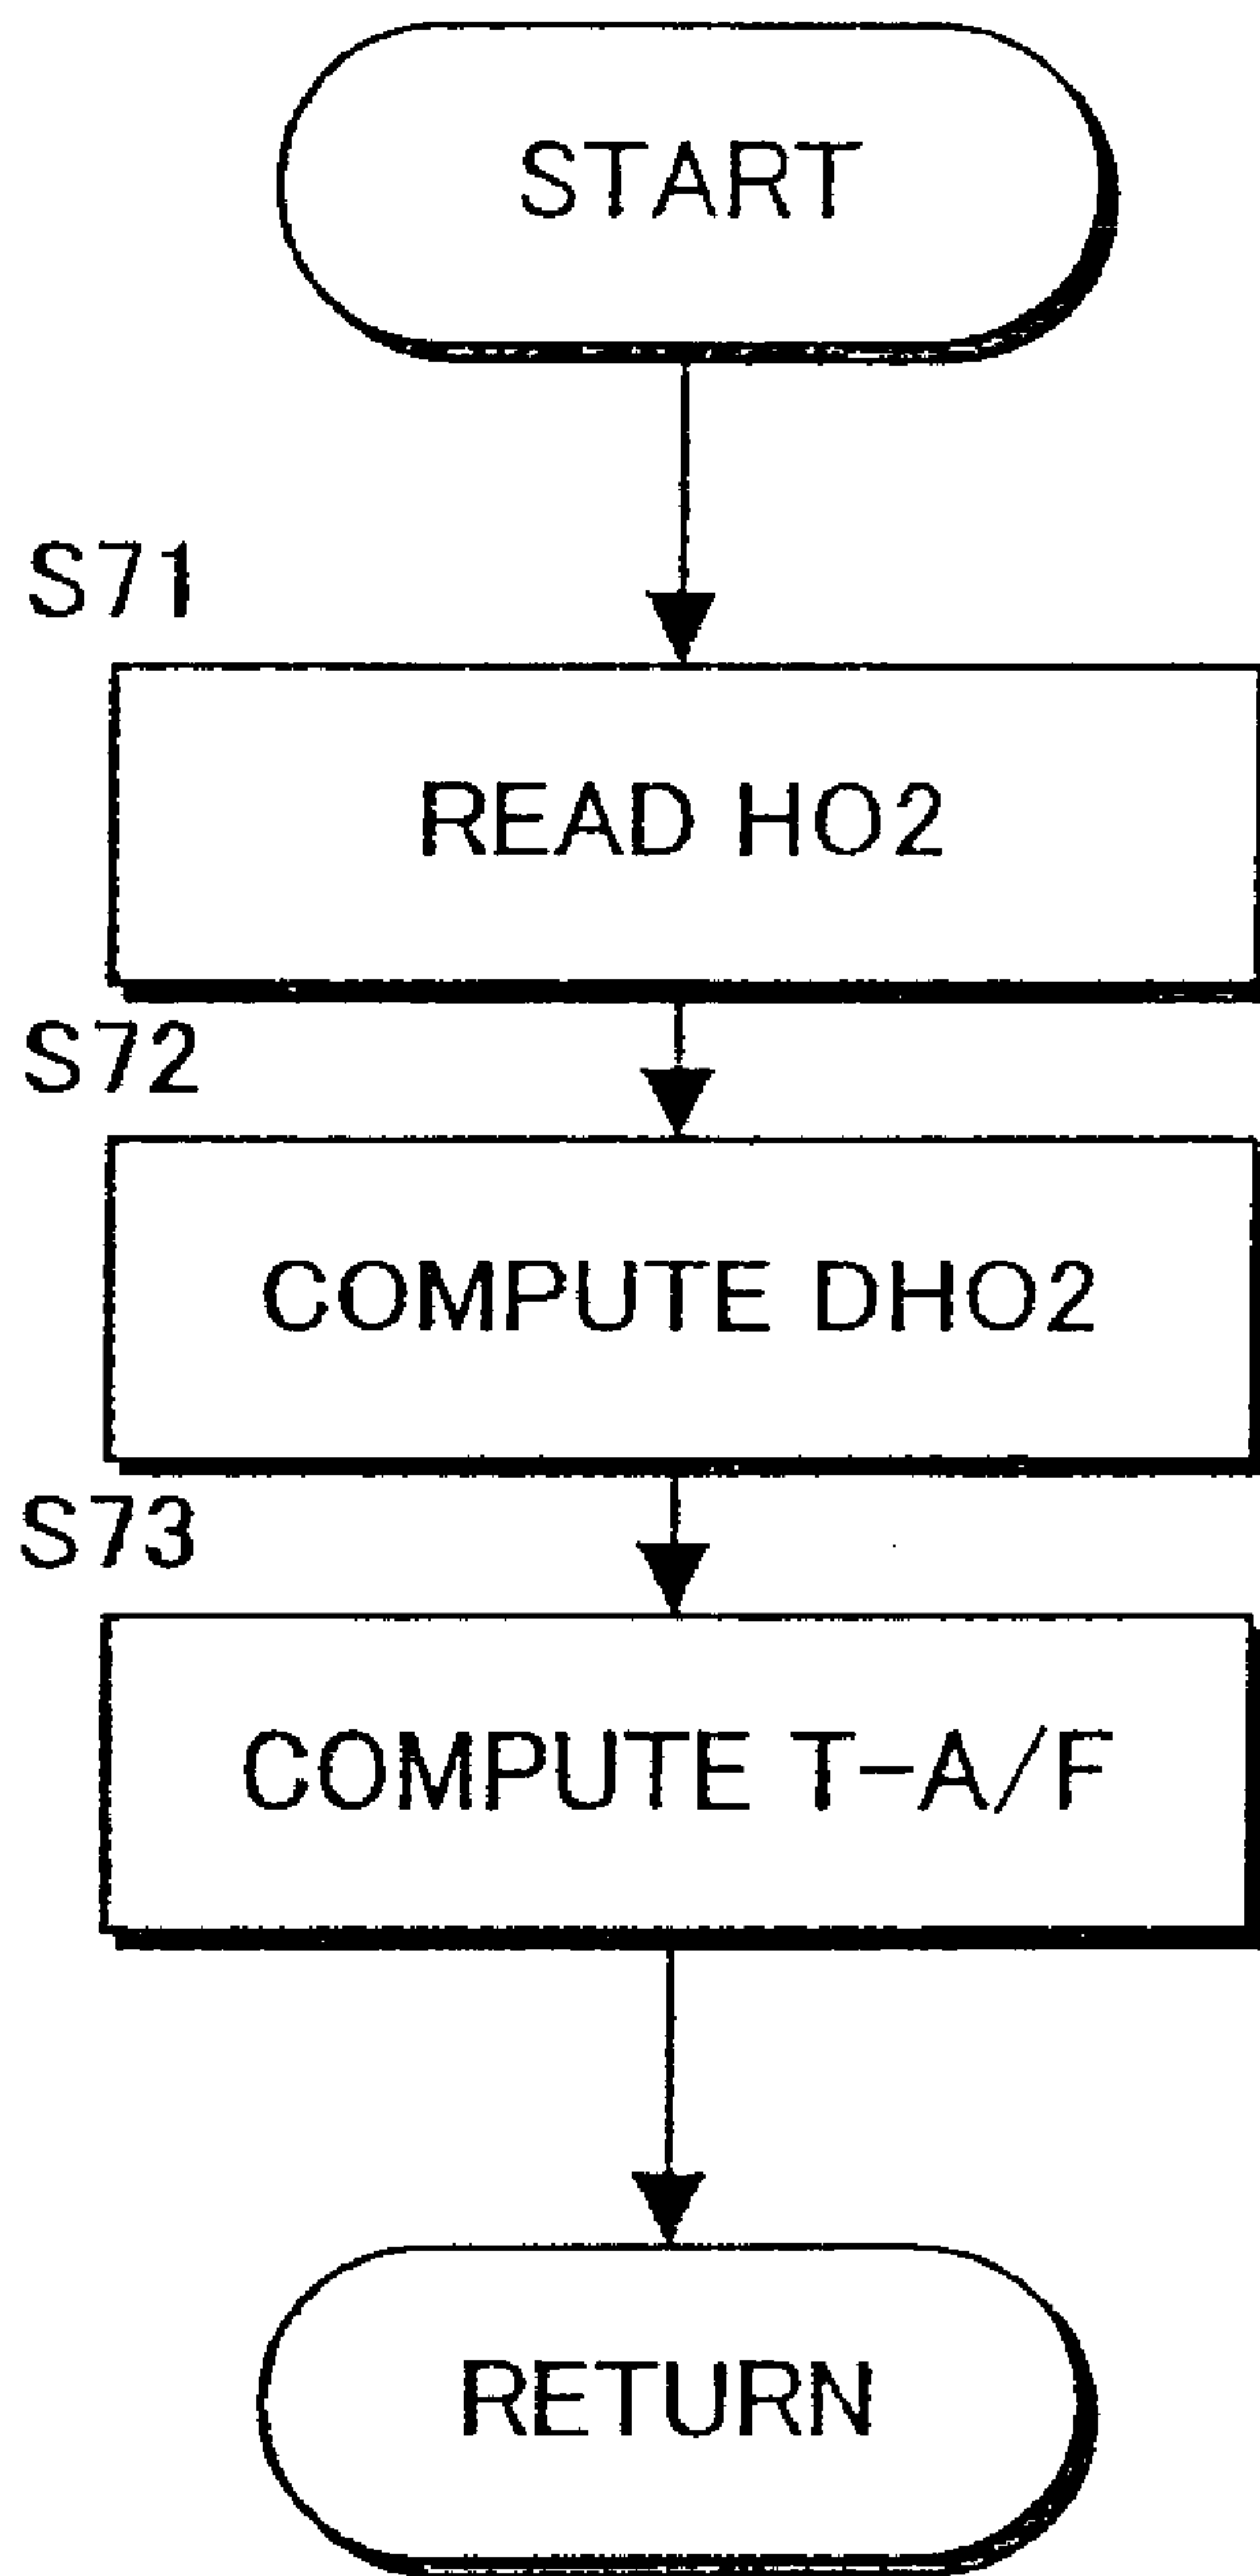 START
S71
READ HO2
S72
COMPUTE DHO2
S73
COMPUTE T-A/F
RETURN